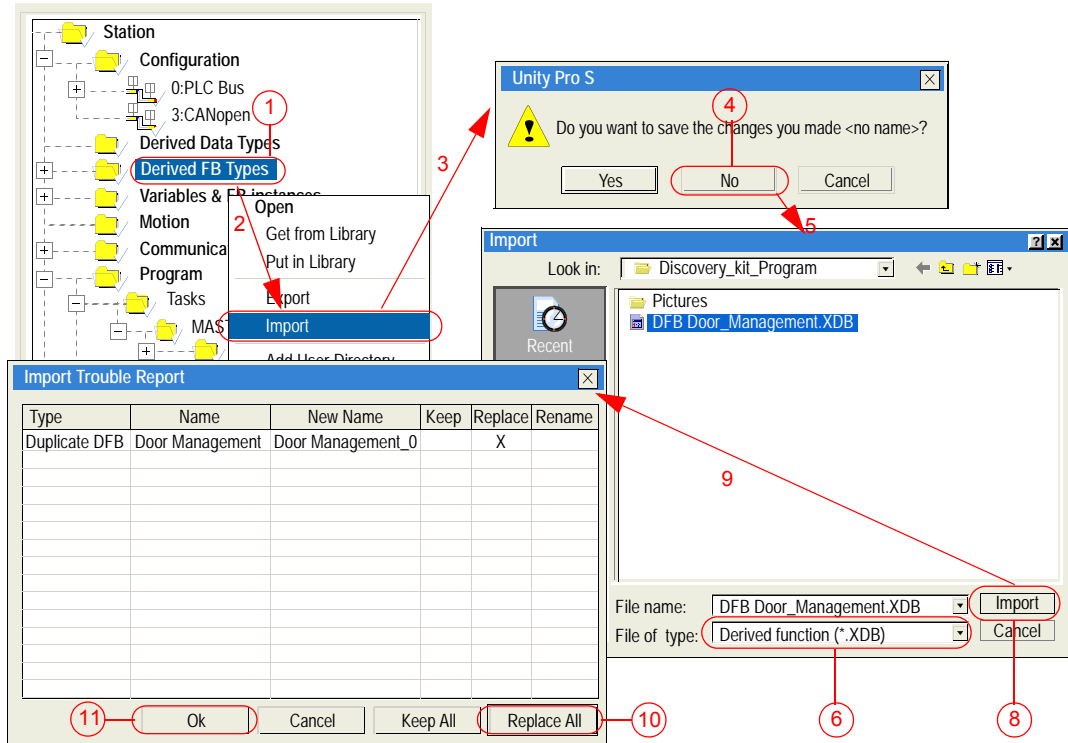 Station
Configuration
0:PLC Bus
3:CANopen
1
Derived Data Types
Derived FB Types
Variables & FB instances
Motion
Communica
Program
Tasks
MAST
2
Open
Get from Library
Put in Library
Export
Import
Add User Directory
3
Unity Pro S
4
Do you want to save the changes you made <no name>?
Yes No Cancel
5
Import
Look in: Discovery_kit_Program
Recent
Pictures
DFB Door_Management.XDB
9
File name: DFB Door_Management.XDB Import
File of type: Derived function (*.XDB) Cancel
6 8
Import Trouble Report
Type Name New Name Keep Replace Rename
Duplicate DFB Door Management Door Management_0 X
11 Ok Cancel Keep All Replace All 10